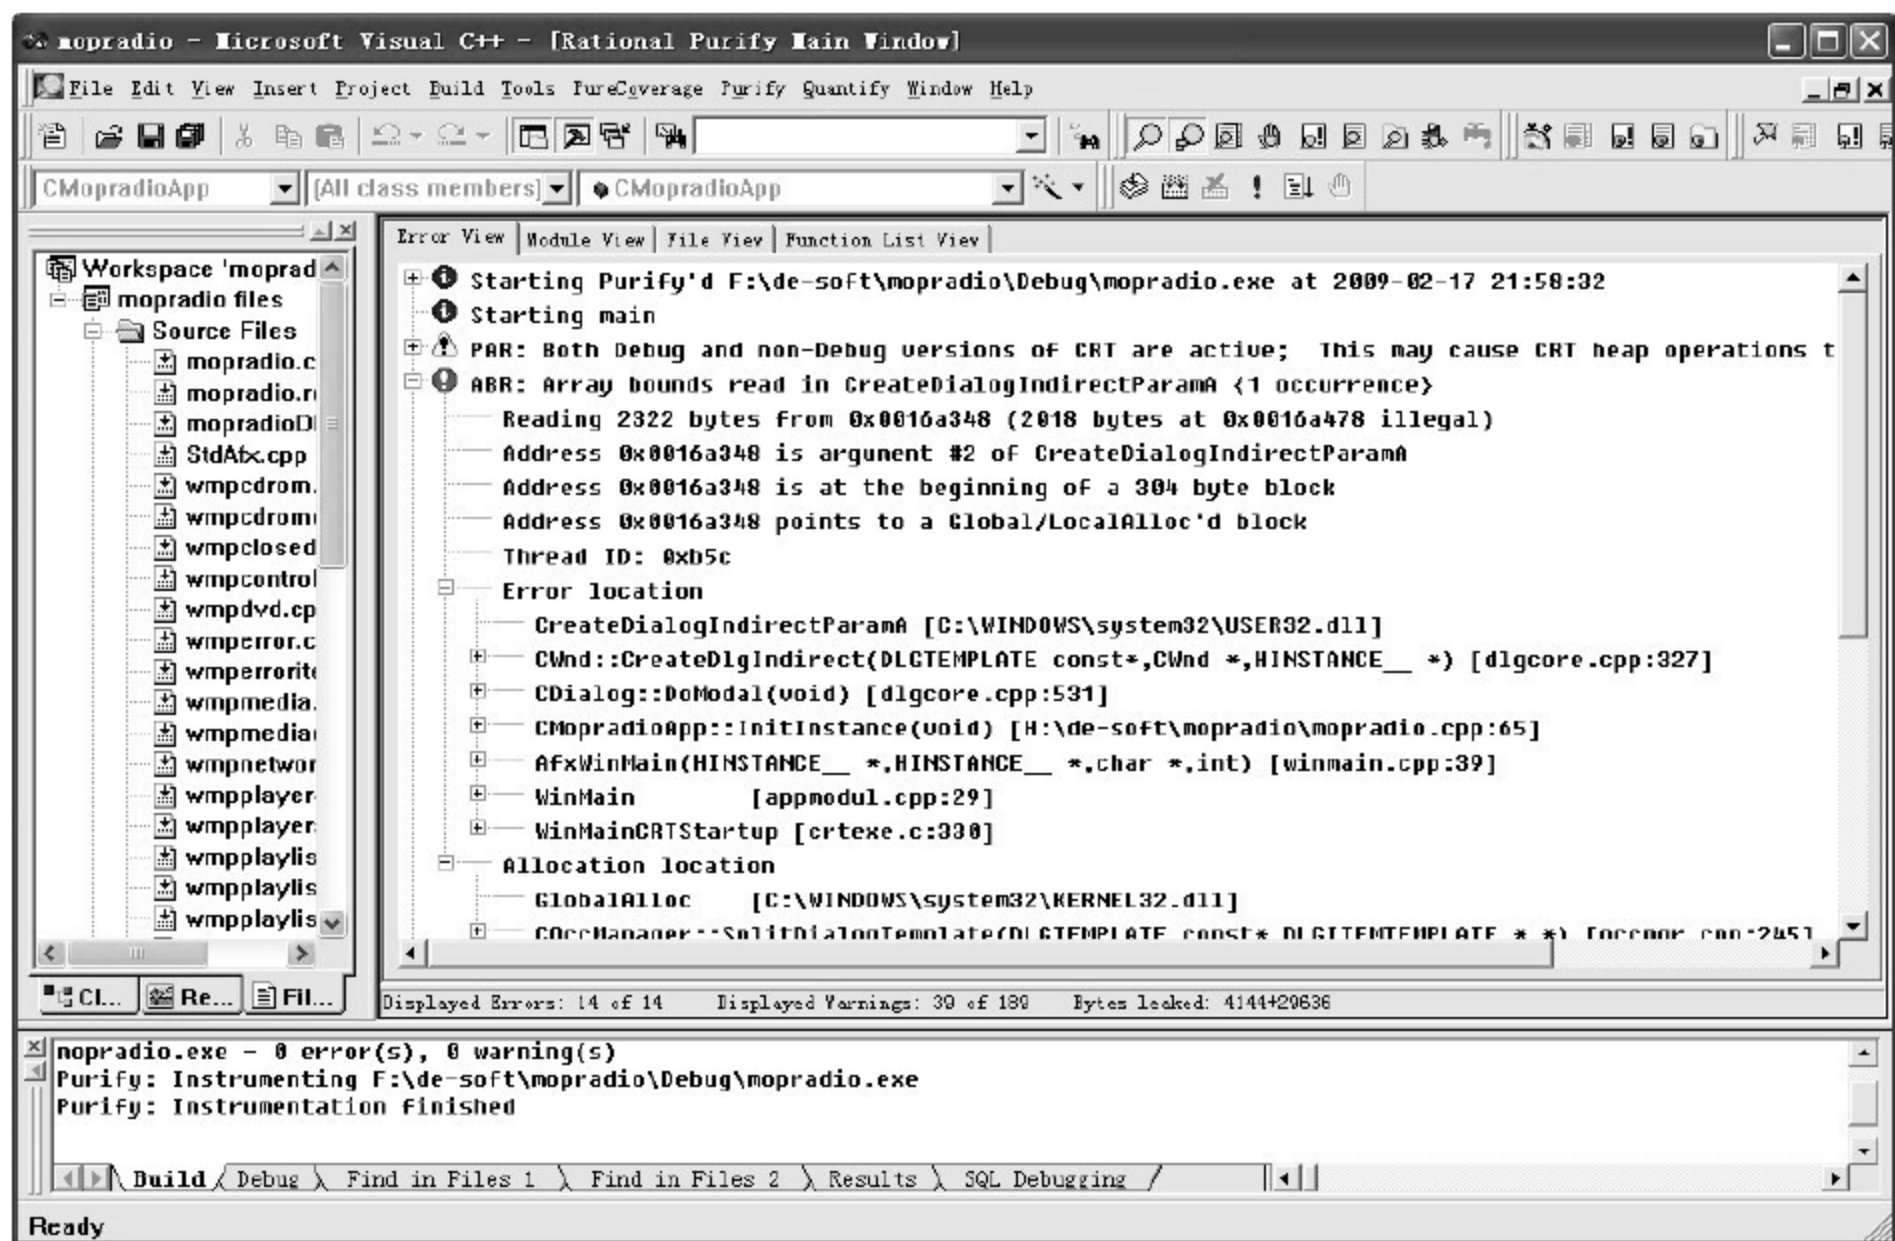 mopradio - Microsoft Visual C++ - [Rational Purify Main Window]
File Edit View Insert Project Build Tools PureCoverage Purify Quantify Window Help
CMopradioApp [All class members] CMopradioApp
Workspace 'moprad
mopradio files
Source Files
mopradio.c
mopradio.r
mopradioD
StdAfx.cpp
wmpcdrom.
wmpcdrom
wmpclosed
wmpcontrol
wmpdvd.cp
wmperror.c
wmperrorite
wmpmedia.
wmpmedia
wmpnetwor
wmpplayer
wmpplayer
wmpplaylis
wmpplaylis
wmpplaylis
Cl... Re... Fil...
Error View Module View File View Function List View
Starting Purify'd F:\de-soft\mopradio\Debug\mopradio.exe at 2009-02-17 21:58:32
Starting main
PAR: Both Debug and non-Debug versions of CRT are active; This may cause CRT heap operations t
ABR: Array bounds read in CreateDialogIndirectParamA {1 occurrence}
Reading 2322 bytes from 0x0016a348 (2018 bytes at 0x0016a478 illegal)
Address 0x0016a348 is argument #2 of CreateDialogIndirectParamA
Address 0x0016a348 is at the beginning of a 304 byte block
Address 0x0016a348 points to a Global/LocalAlloc'd block
Thread ID: 0xb5c
Error location
CreateDialogIndirectParamA [C:\WINDOWS\system32\USER32.dll]
CWnd::CreateDlgIndirect(DLGTEMPLATE const*,CWnd *,HINSTANCE__ *) [dlgcore.cpp:327]
CDialog::DoModal(void) [dlgcore.cpp:531]
CMopradioApp::InitInstance(void) [H:\de-soft\mopradio\mopradio.cpp:65]
AfxWinMain(HINSTANCE__ *,HINSTANCE__ *,char *,int) [winmain.cpp:39]
WinMain [appmodul.cpp:29]
WinMainCRTStartup [crtexe.c:330]
Allocation location
GlobalAlloc [C:\WINDOWS\system32\KERNEL32.dll]
COccManager::SplitDialogTemplate(DLGTEMPLATE const*,DLGITEMTEMPLATE * *) [occmgr.cpp:245]
Displayed Errors: 14 of 14 Displayed Warnings: 39 of 189 Bytes leaked: 4144+29636
mopradio.exe - 0 error(s), 0 warning(s)
Purify: Instrumenting F:\de-soft\mopradio\Debug\mopradio.exe
Purify: Instrumentation finished
Build Debug Find in Files 1 Find in Files 2 Results SQL Debugging
Ready